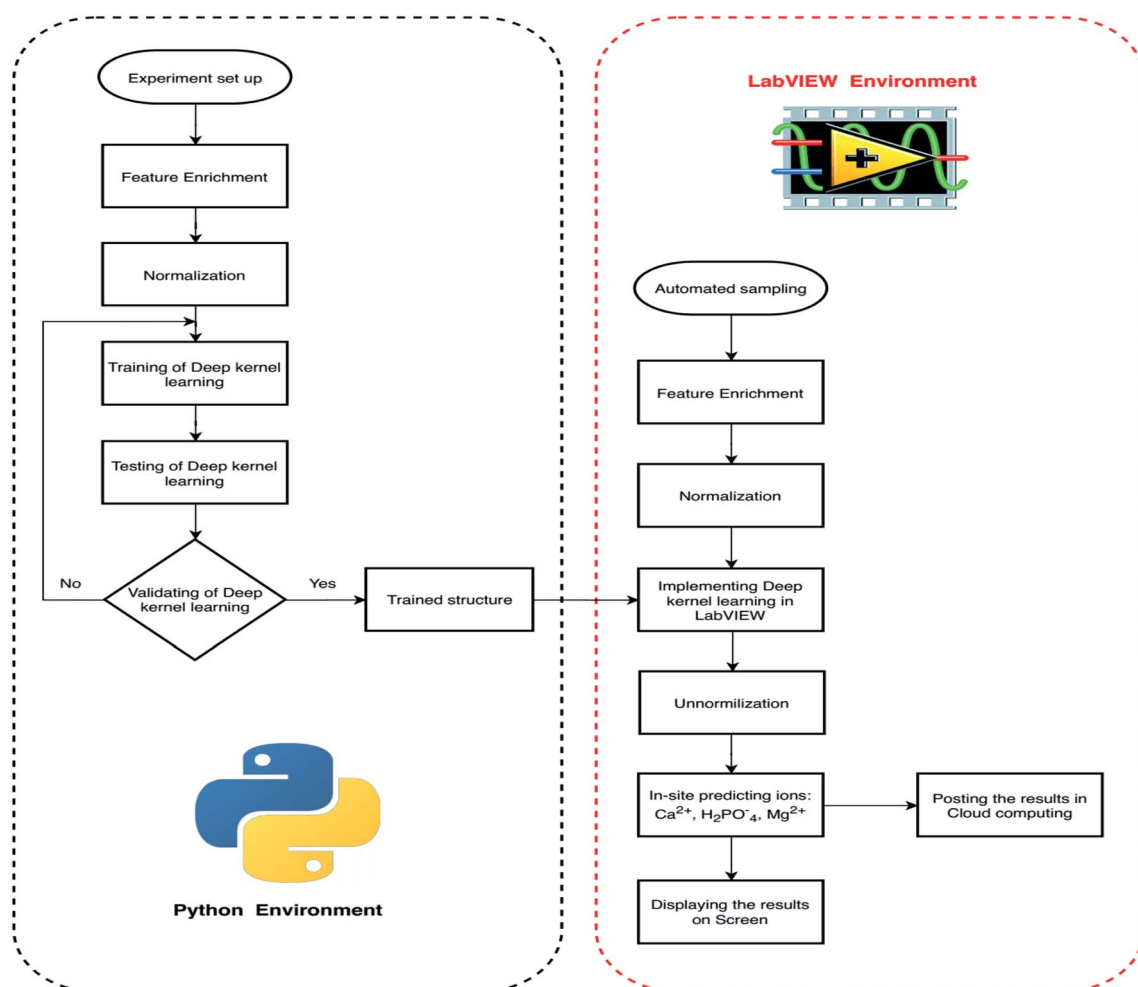 Experiment set up
Feature Enrichment
Normalization
Training of Deep kernel
learning
Testing of Deep kernel
learning
No
Validating of Deep
kernel learning
Yes
Trained structure
Python Environment
LabVIEW Environment
Automated sampling
Feature Enrichment
Normalization
Implementing Deep
kernel learning in
LabVIEW
Unnormilization
In-site predicting ions:
Ca²⁺, H₂PO⁻₄, Mg²⁺
Posting the results in
Cloud computing
Displaying the results
on Screen